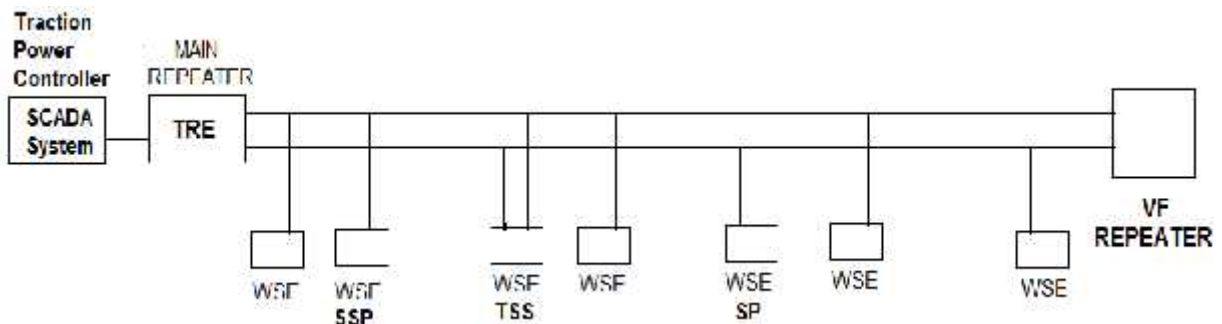 Traction
Power
Controller
MAIN
REPEATER
SCADA
System
TRE
WSE
WSE
SSP
WSE
TSS
WSE
WSE
SP
WSE
WSE
VF
REPEATER